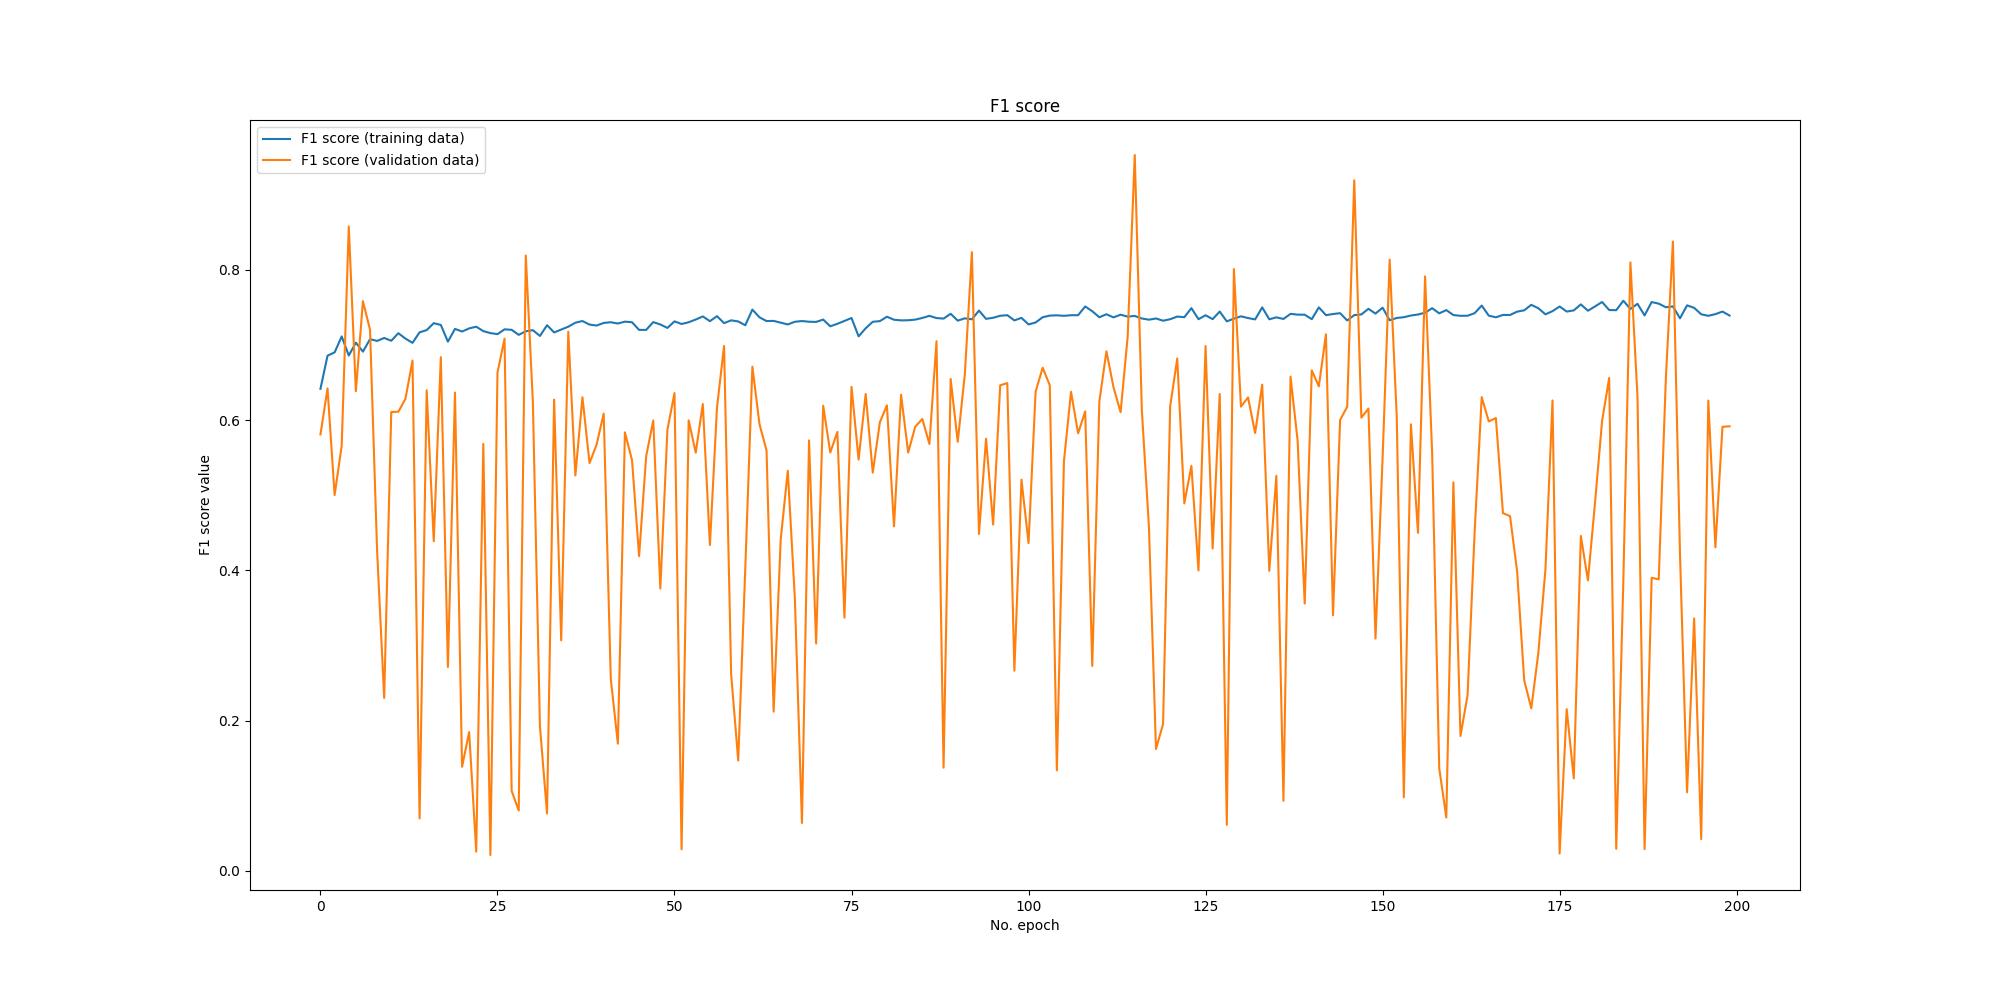 F1 score
F1 score (training data)
F1 score (validation data)
0.8
0.6
0.4
0.2
0.0
F1 score value
0 25 50 75 100 125 150 175 200
No. epoch